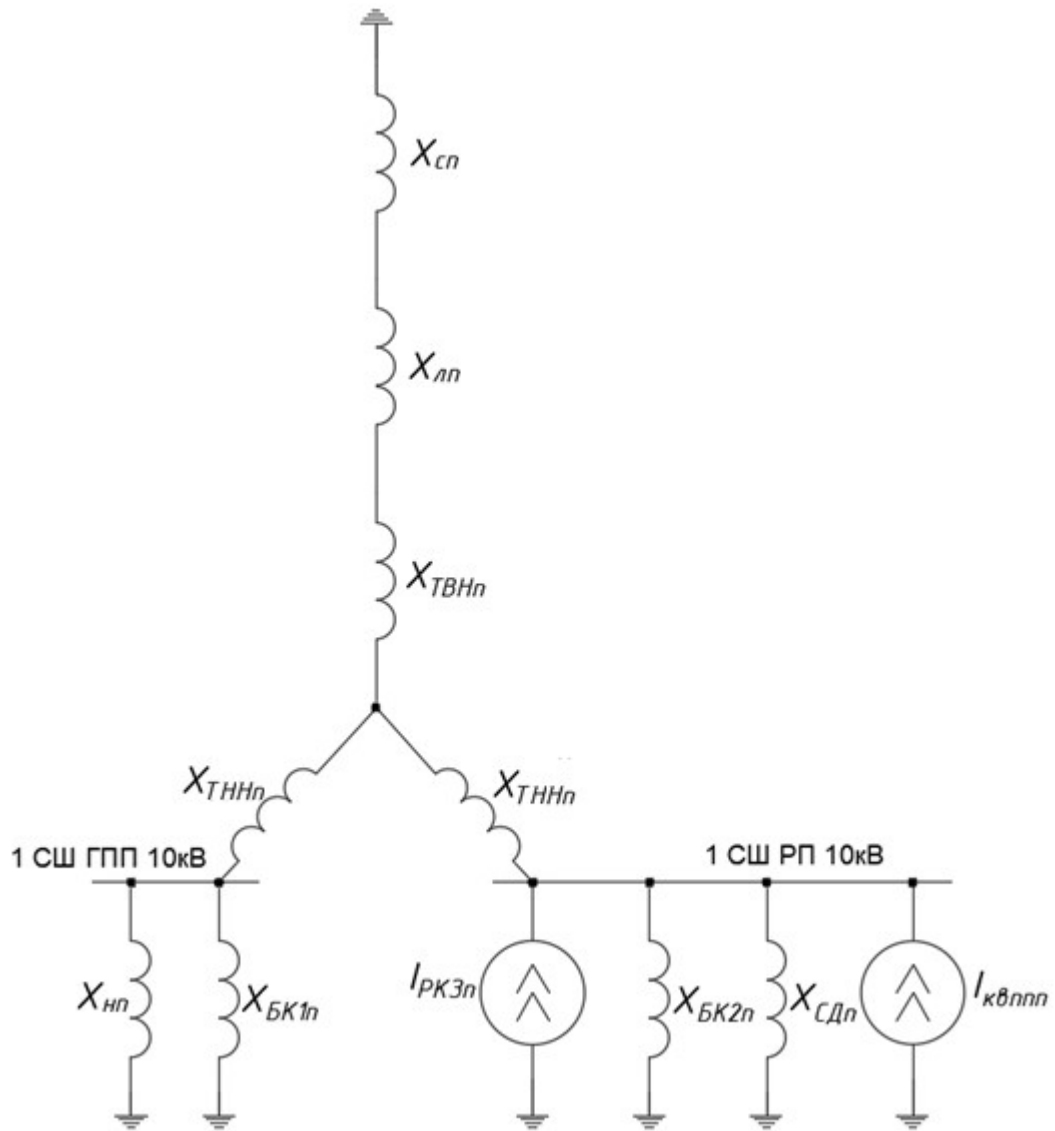 Xсп
Xлп
XТВНп
XТННп
XТННп
1 СШ ГПП 10кВ
1 СШ РП 10кВ
Xнп
XБК1п
IРКЗп
XБК2п
XСДп
Iквппп